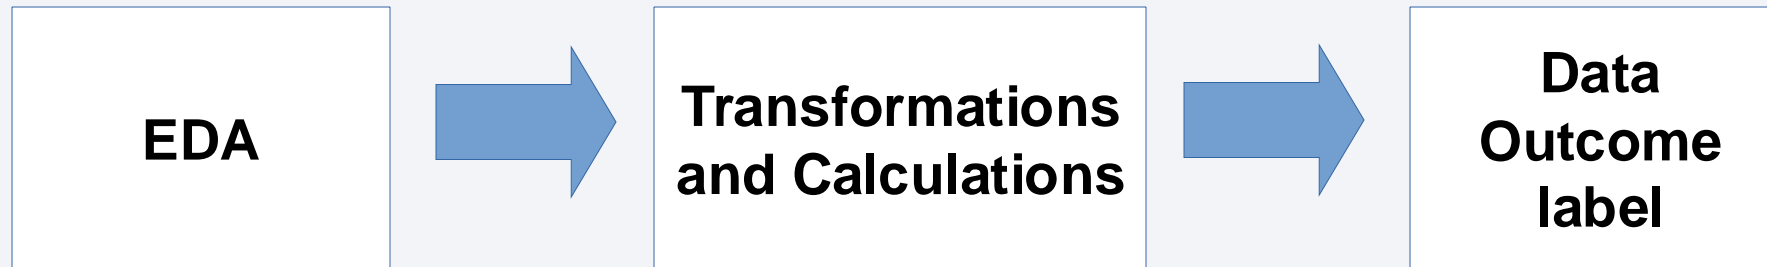 EDA
Transformations
and Calculations
Data
Outcome
label